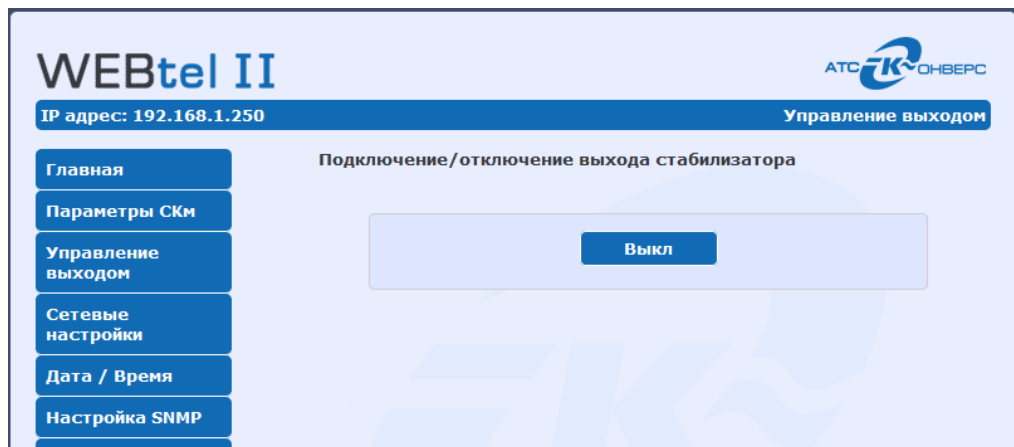 WEBtel II
АТС КОНВЕРС
IP адрес: 192.168.1.250
Управление выходом
Главная
Параметры СКм
Управление
выходом
Сетевые
настройки
Дата / Время
Настройка SNMP
Подключение/отключение выхода стабилизатора
Выкл